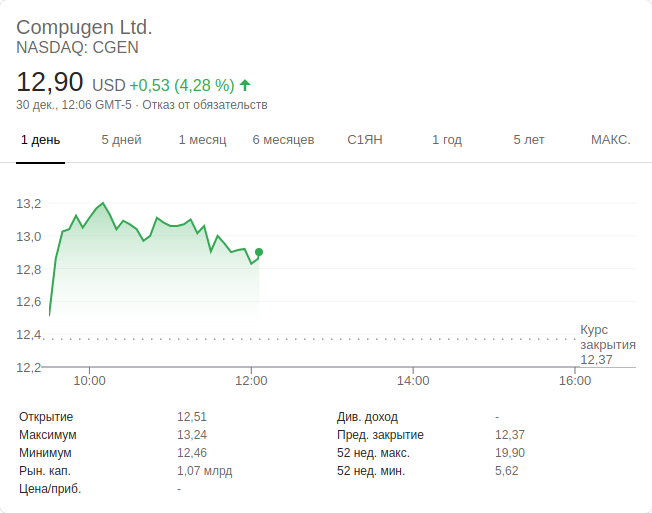 Compugen Ltd.
NASDAQ: CGEN
12,90 USD +0,53 (4,28 %)
30 дек., 12:06 GMT-5 · Отказ от обязательств
1 день 5 дней 1 месяц 6 месяцев С1ЯН 1 год 5 лет МАКС.
13,2
13,0
12,8
12,6
12,4
Курс
закрытия
12,37
12,2
10:00 12:00 14:00 16:00
Открытие 12,51 Див. доход -
Максимум 13,24 Пред. закрытие 12,37
Минимум 12,46 52 нед. макс. 19,90
Рын. кап. 1,07 млрд 52 нед. мин. 5,62
Цена/приб. -